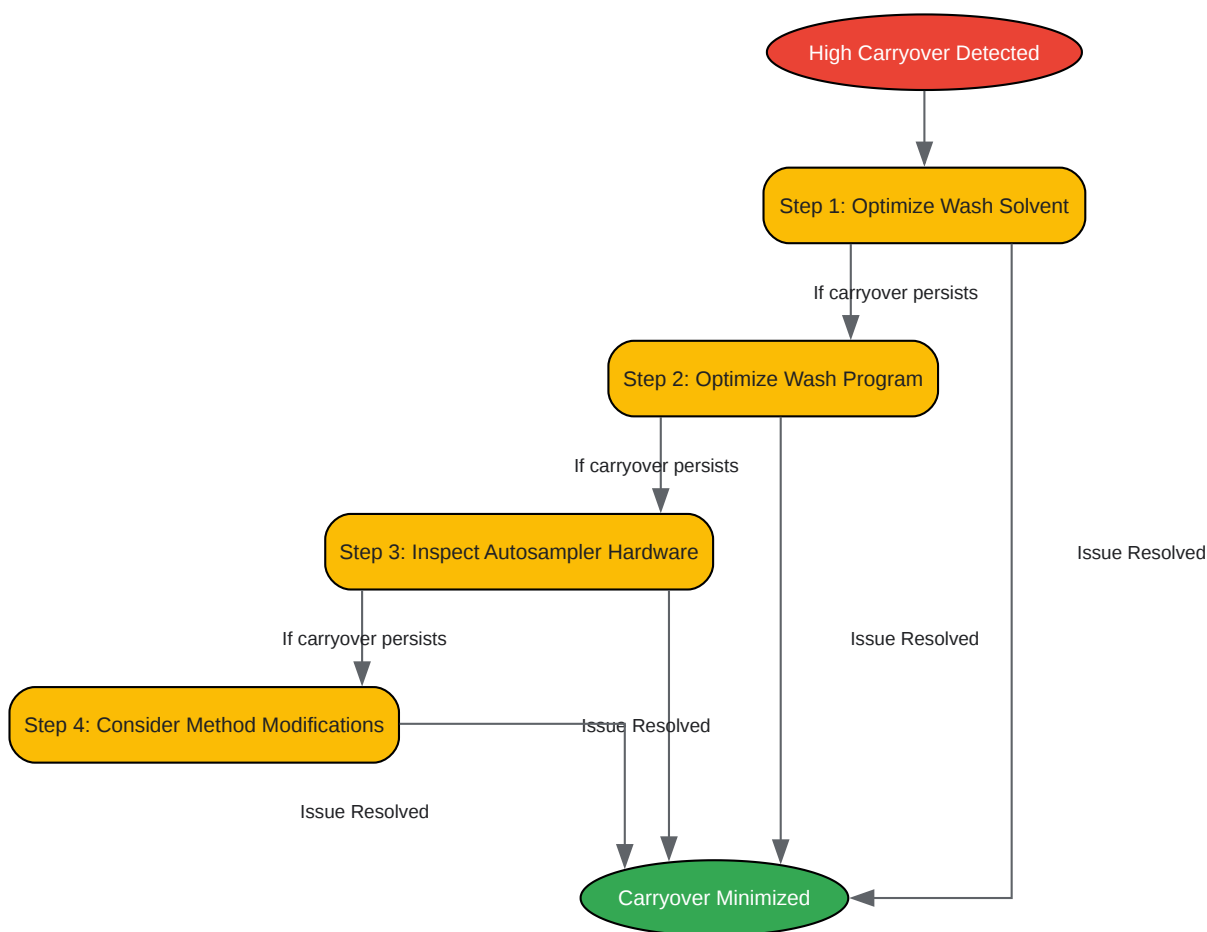 High Carryover Detected
Step 1: Optimize Wash Solvent
If carryover persists
Step 2: Optimize Wash Program
If carryover persists
Step 3: Inspect Autosampler Hardware
Issue Resolved
If carryover persists
Issue Resolved
Step 4: Consider Method Modifications
Issue Resolved
Issue Resolved
Carryover Minimized